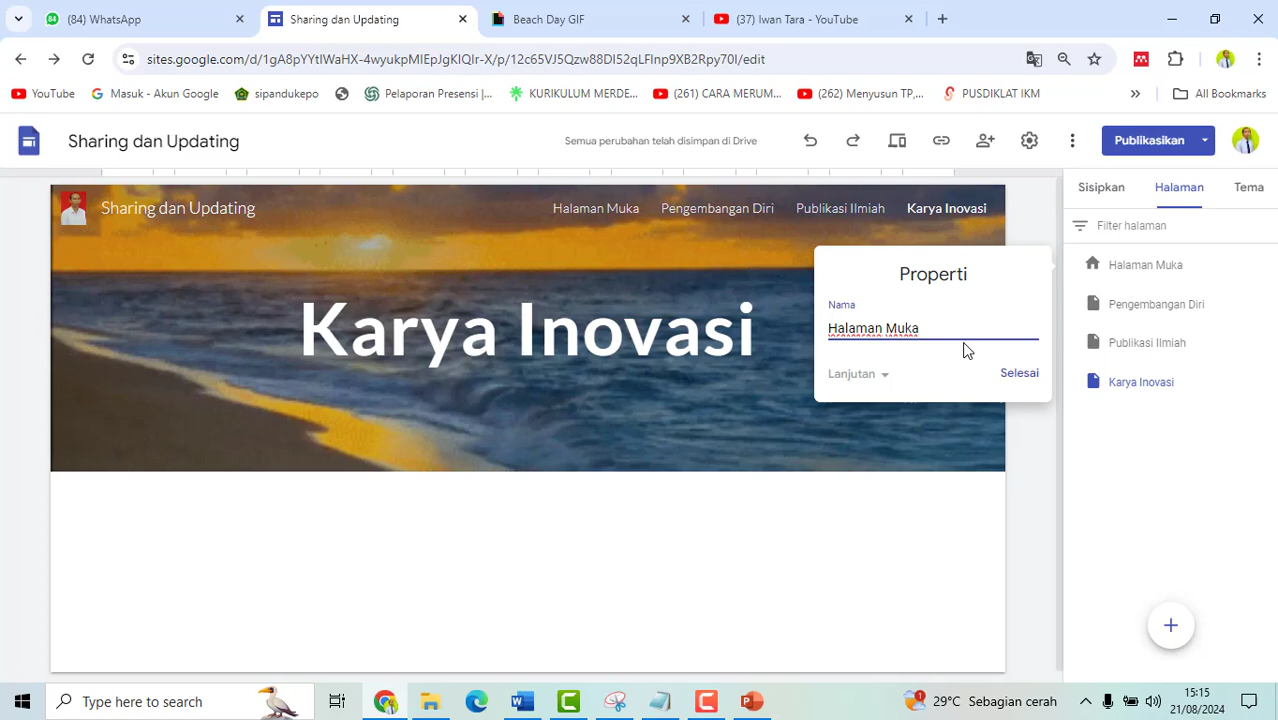 (84) WhatsApp
Sharing dan Updating
Beach Day GIF
(37) Iwan Tara - YouTube
sites.google.com/d/1gA8pYYtIWaHX-4wyukpMIEpJgKIQIr-X/p/12c65VJ5Qzw88DI52qLFInp9XB2Rpy70I/edit
YouTube
Masuk - Akun Google
sipandukepo
Pelaporan Presensi |...
KURIKULUM MERDE...
(261) CARA MERUM...
(262) Menyusun TP,...
PUSDIKLAT IKM
All Bookmarks
Sharing dan Updating
Semua perubahan telah disimpan di Drive
Publikasikan
Sisipkan
Halaman
Tema
Sharing dan Updating
Halaman Muka
Pengembangan Diri
Publikasi Ilmiah
Karya Inovasi
Filter halaman
Halaman Muka
Pengembangan Diri
Publikasi Ilmiah
Karya Inovasi
Properti
Nama
Halaman Muka
Lanjutan
Selesai
Karya Inovasi
Type here to search
29°C Sebagian cerah
15:15
21/08/2024